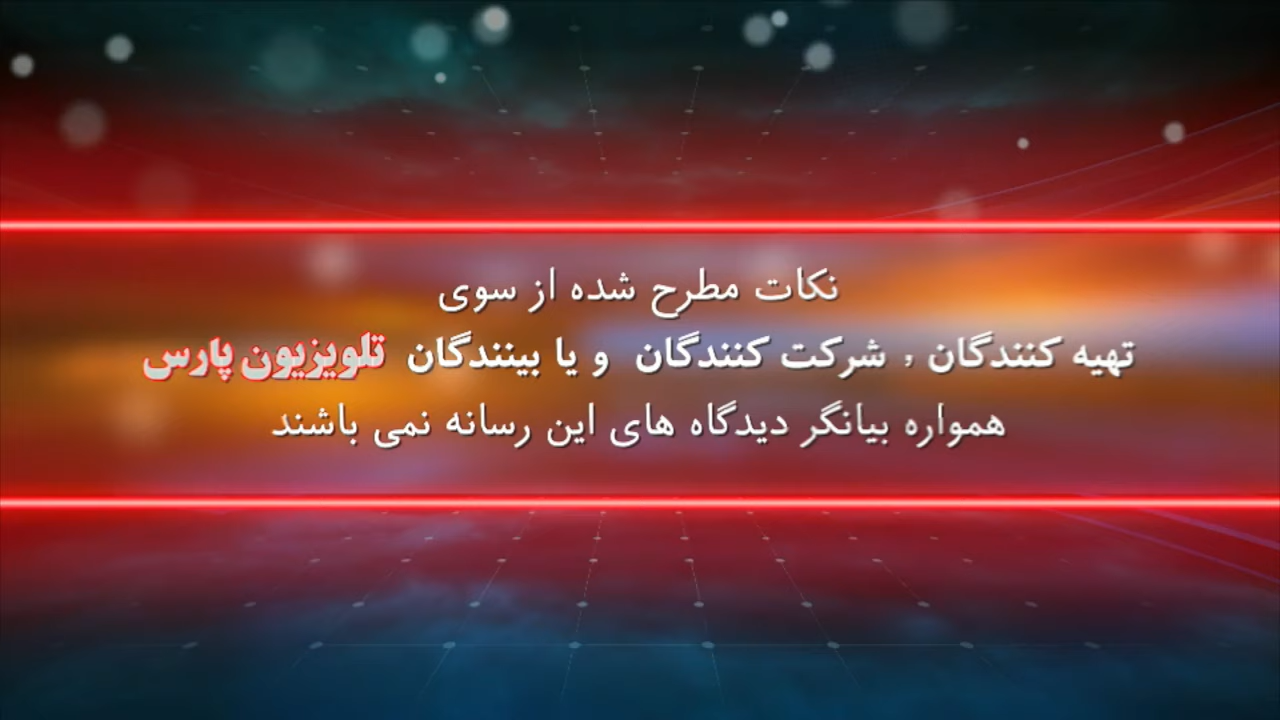 نکات مطرح شده از سوی
تهیه کنندگان ، شرکت کنندگان و یا بینندگان تلویزیون پارس
همواره بیانگر دیدگاه های این رسانه نمی باشند